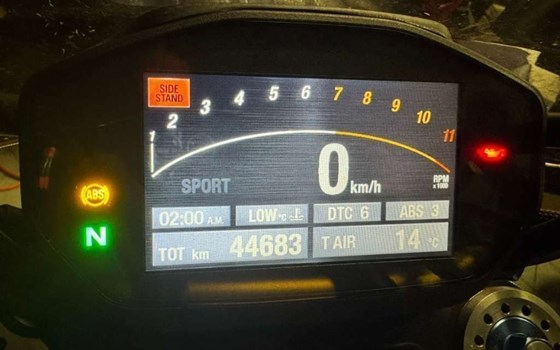 SIDE
STAND
1 2 3 4 5 6 7 8 9 10 11
0 km/h
RPM
x 1000
SPORT
ABS
N
02:00 A.M. LOW °C DTC 6 ABS 3
TOT km 44683 T AIR 14 °C